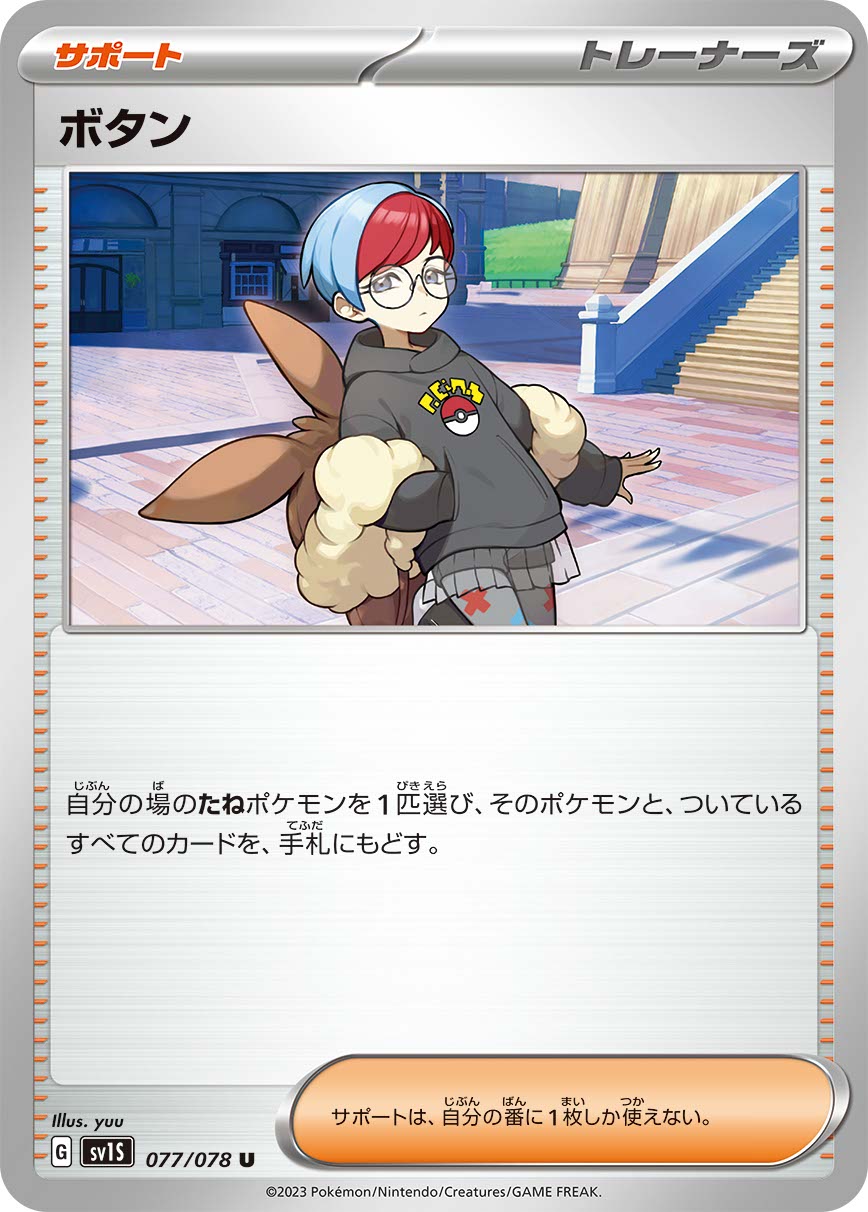 サポート
トレーナーズ
ボタン
自分の場のたねポケモンを1匹選び、そのポケモンと、ついている
すべてのカードを、手札にもどす。
サポートは、自分の番に1枚しか使えない。
Illus. yuu
G sv1S 077/078 U
©2023 Pokémon/Nintendo/Creatures/GAME FREAK.